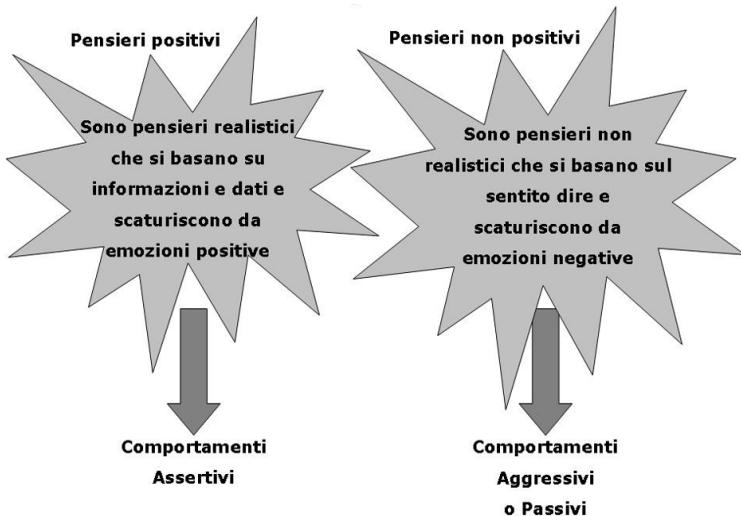 Pensieri positivi
Sono pensieri realistici
che si basano su
informazioni e dati e
scaturiscono da
emozioni positive
Comportamenti
Assertivi
Pensieri non positivi
Sono pensieri non
realistici che si basano sul
sentito dire e
scaturiscono da
emozioni negative
Comportamenti
Aggressivi
o Passivi